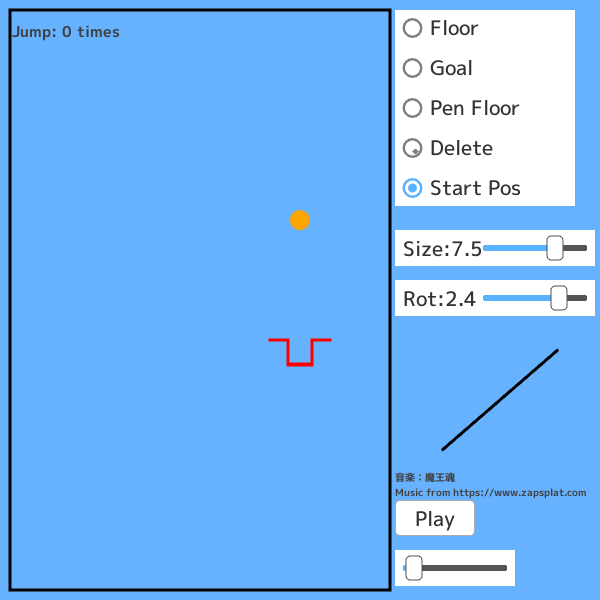 Jump: 0 times
Floor
Goal
Pen Floor
Delete
Start Pos
Size:7.5
Rot:2.4
音楽：魔王魂
Music from https://www.zapsplat.com
Play